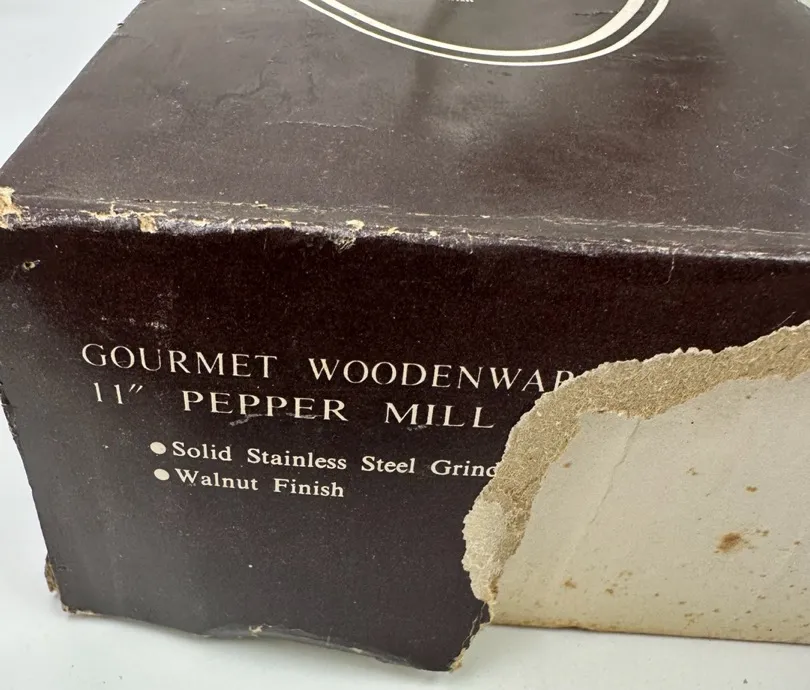 GOURMET WOODENWAR
11" PEPPER MILL
● Solid Stainless Steel Grind
● Walnut Finish